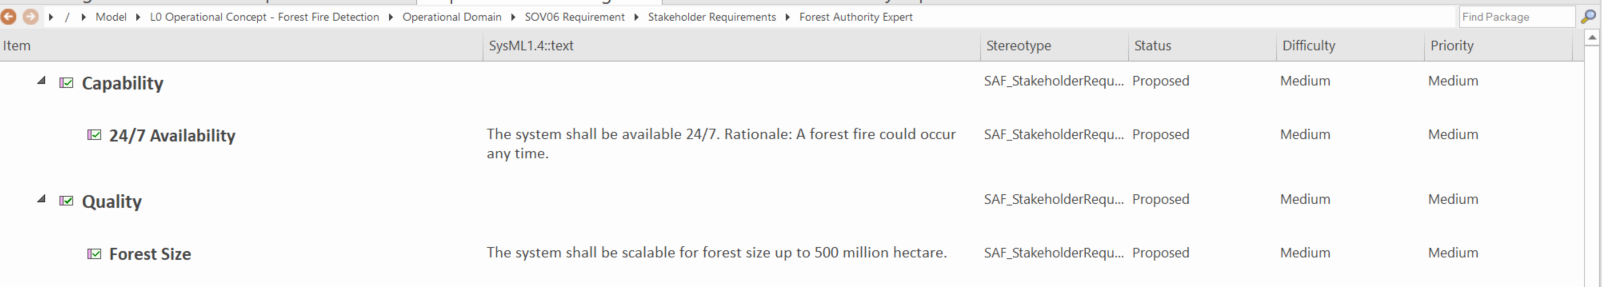 / Model L0 Operational Concept - Forest Fire Detection Operational Domain SOV06 Requirement Stakeholder Requirements Forest Authority Expert Find Package
Item SysML1.4::text Stereotype Status Difficulty Priority
Capability SAF_StakeholderRequ... Proposed Medium Medium
24/7 Availability The system shall be available 24/7. Rationale: A forest fire could occur SAF_StakeholderRequ... Proposed Medium Medium
any time.
Quality SAF_StakeholderRequ... Proposed Medium Medium
Forest Size The system shall be scalable for forest size up to 500 million hectare. SAF_StakeholderRequ... Proposed Medium Medium